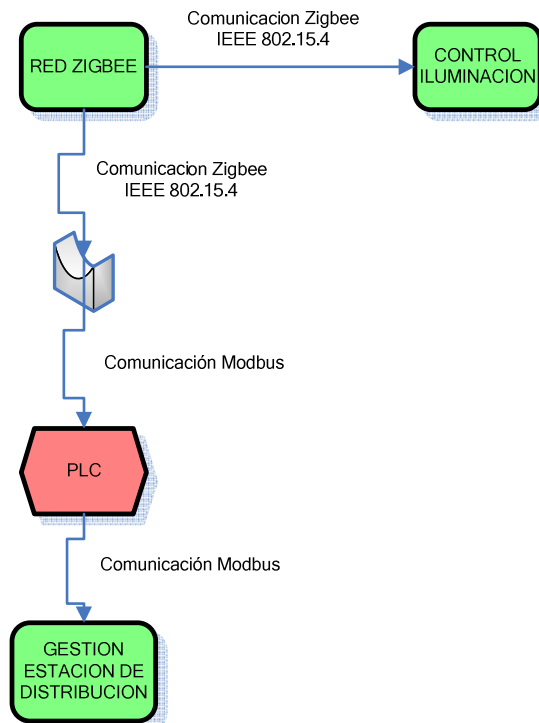 Comunicacion Zigbee
IEEE 802.15.4
RED ZIGBEE
CONTROL
ILUMINACION
Comunicacion Zigbee
IEEE 802.15.4
Comunicación Modbus
PLC
Comunicación Modbus
GESTION
ESTACION DE
DISTRIBUCION